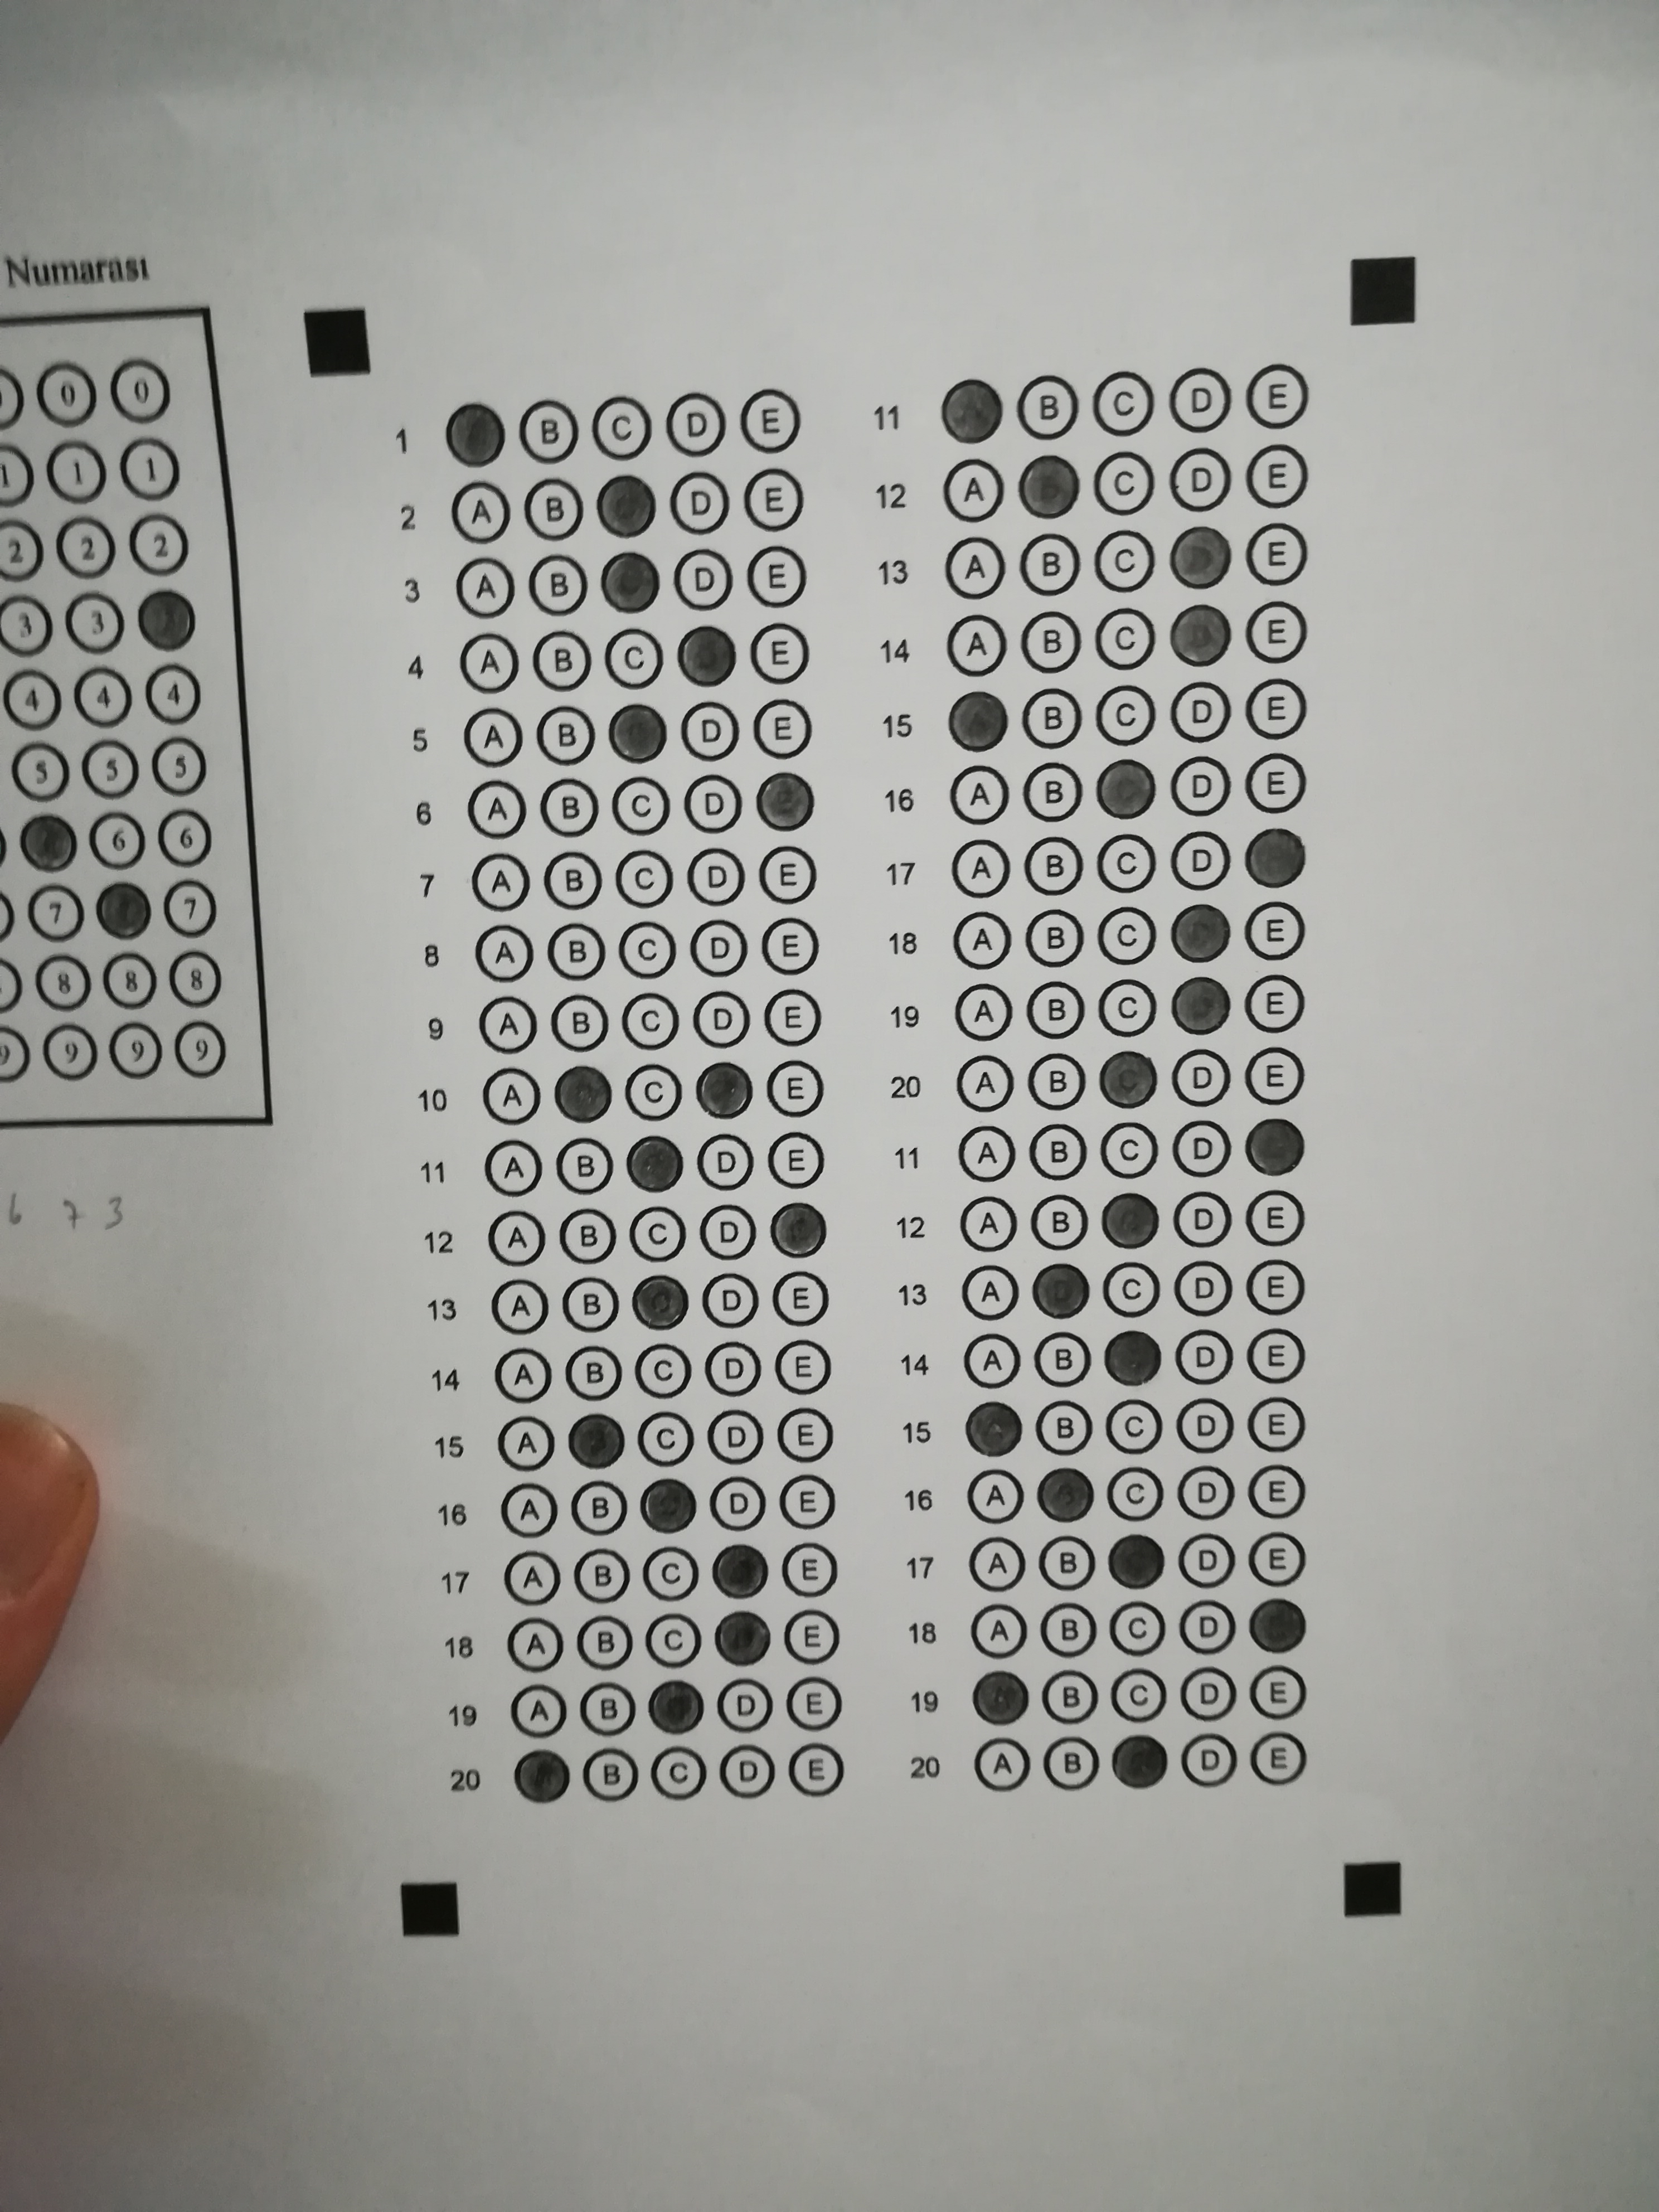 Numarası
0 0
1 1 1
2 2 2
3 3
4 4 4
5 5 5
6 6
7 7
8 8 8
9 9 9 9
6 7 3
1 B C D E
2 A B D E
3 A B D E
4 A B C E
5 A B D E
6 A B C D
7 A B C D E
8 A B C D E
9 A B C D E
10 A C E
11 A B D E
12 A B C D
13 A B D E
14 A B C D E
15 A C D E
16 A B D E
17 A B C E
18 A B C E
19 A B D E
20 B C D E
11 B C D E
12 A C D E
13 A B C E
14 A B C E
15 B C D E
16 A B D E
17 A B C D
18 A B C E
19 A B C E
20 A B D E
11 A B C D
12 A B D E
13 A C D E
14 A B D E
15 B C D E
16 A C D E
17 A B D E
18 A B C D
19 B C D E
20 A B D E